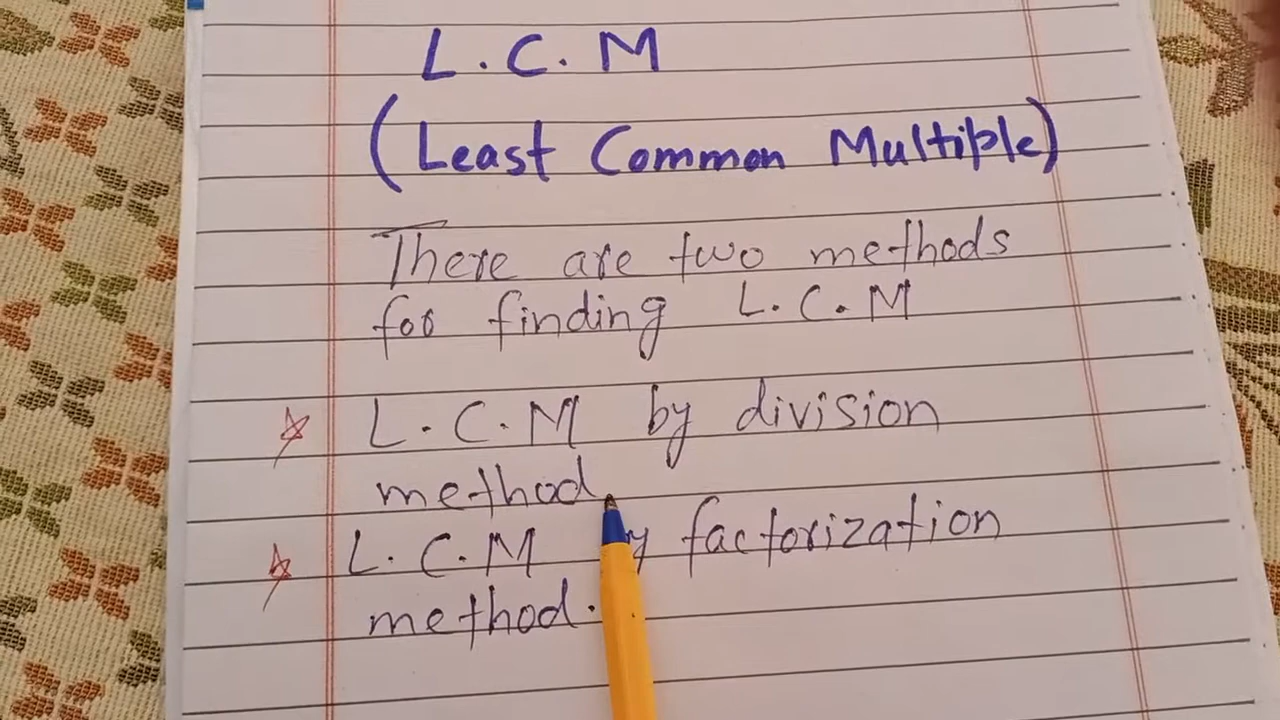 L.C.M
(Least Common Multiple)
There are two methods
for finding L.C.M
L.C.M by division
method
L.C.M factorization
method.